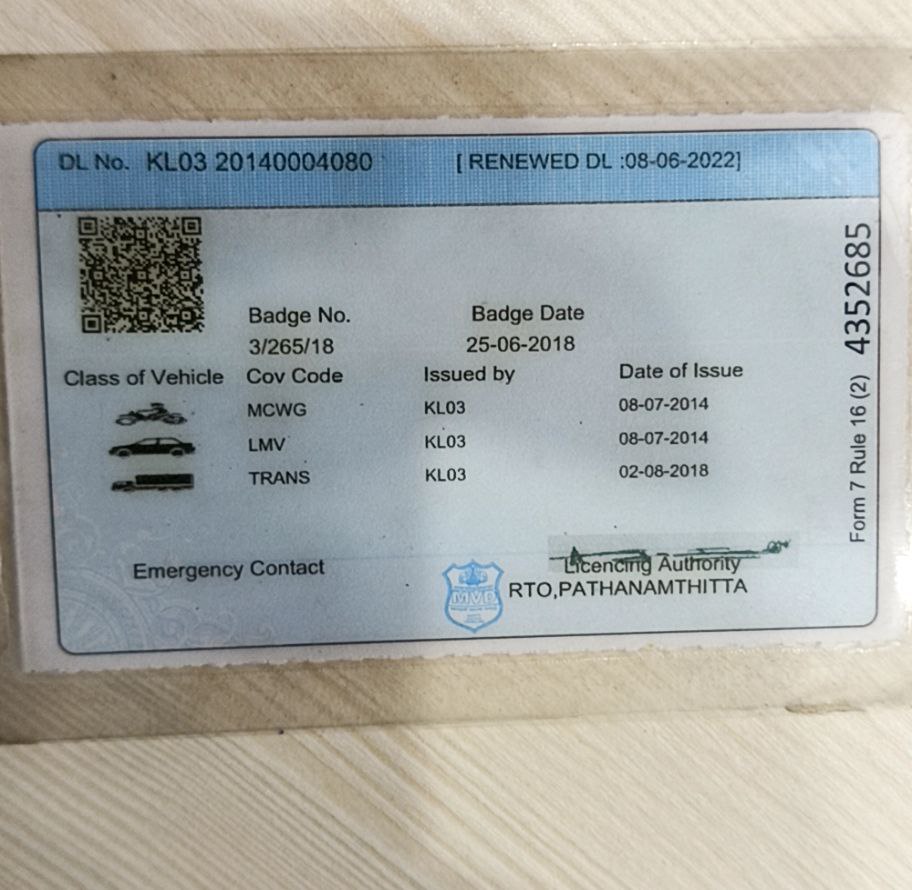 DL No. KL03 20140004080 [ RENEWED DL :08-06-2022]
Badge No. Badge Date
3/265/18 25-06-2018
Class of Vehicle Cov Code Issued by Date of Issue
MCWG KL03 08-07-2014
LMV KL03 08-07-2014
TRANS KL03 02-08-2018
Emergency Contact
Licencing Authority
RTO,PATHANAMTHITTA
MVD
Form 7 Rule 16 (2) 4352685